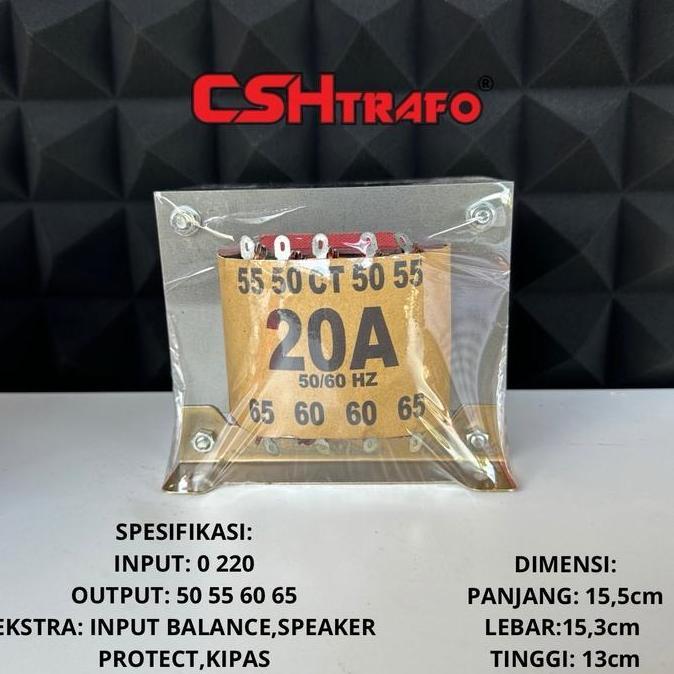 CSHTRAFO®
55 50 CT 50 55
20A
50/60 HZ
65 60 60 65
SPESIFIKASI:
INPUT: 0 220
OUTPUT: 50 55 60 65
EKSTRA: INPUT BALANCE,SPEAKER
PROTECT,KIPAS
DIMENSI:
PANJANG: 15,5cm
LEBAR:15,3cm
TINGGI: 13cm